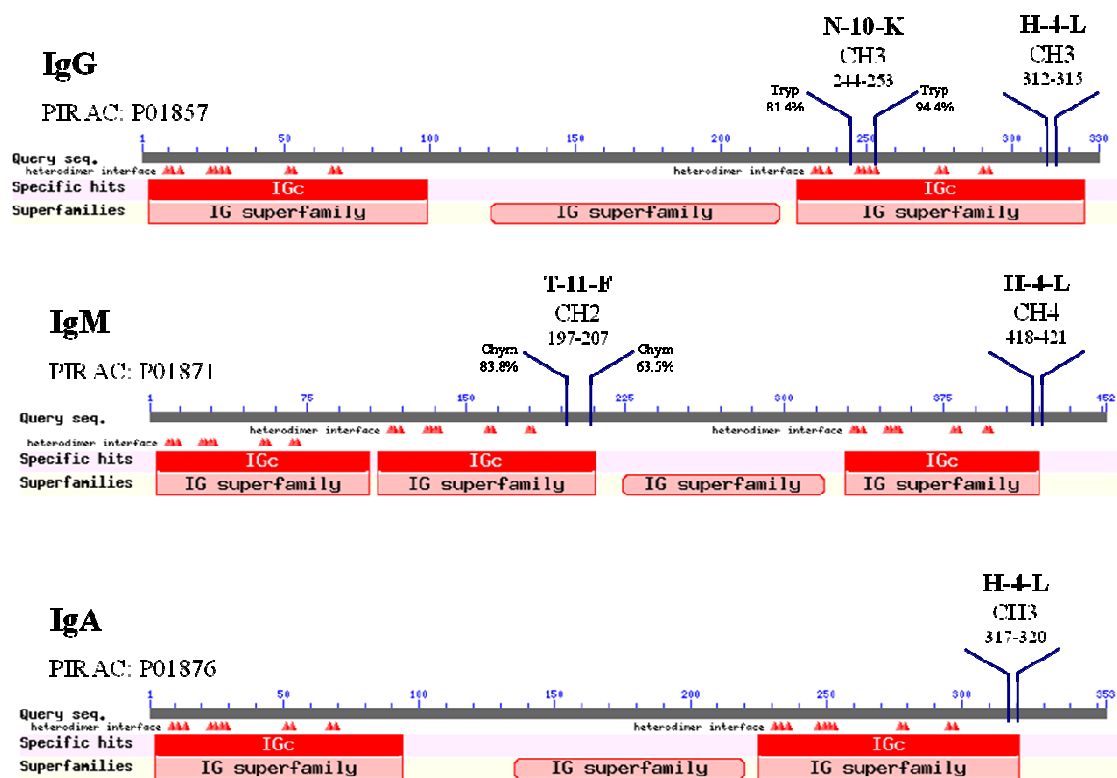 N-10-K H-4-L
IgG CH3 CH3
244-253 312-315
Tryp 81.4% Tryp 94.4%
PIR AC: P01857
1 50 100 150 200 250 300 330
Query seq.
heterodimer interface heterodimer interface
Specific hits IGc IGc
Superfamilies IG superfamily IG superfamily IG superfamily
T-11-F H-4-L
IgM CH2 CH4
197-207 418-421
Chym 83.8% Chym 63.5%
PIR AC: P01871
1 75 150 225 300 375 452
Query seq.
heterodimer interface heterodimer interface
heterodimer interface
Specific hits IGc IGc IGc
Superfamilies IG superfamily IG superfamily IG superfamily IG superfamily
H-4-L
IgA CH3
317-320
PIR AC: P01876
1 50 100 150 200 250 300 353
Query seq.
heterodimer interface heterodimer interface
Specific hits IGc IGc
Superfamilies IG superfamily IG superfamily IG superfamily